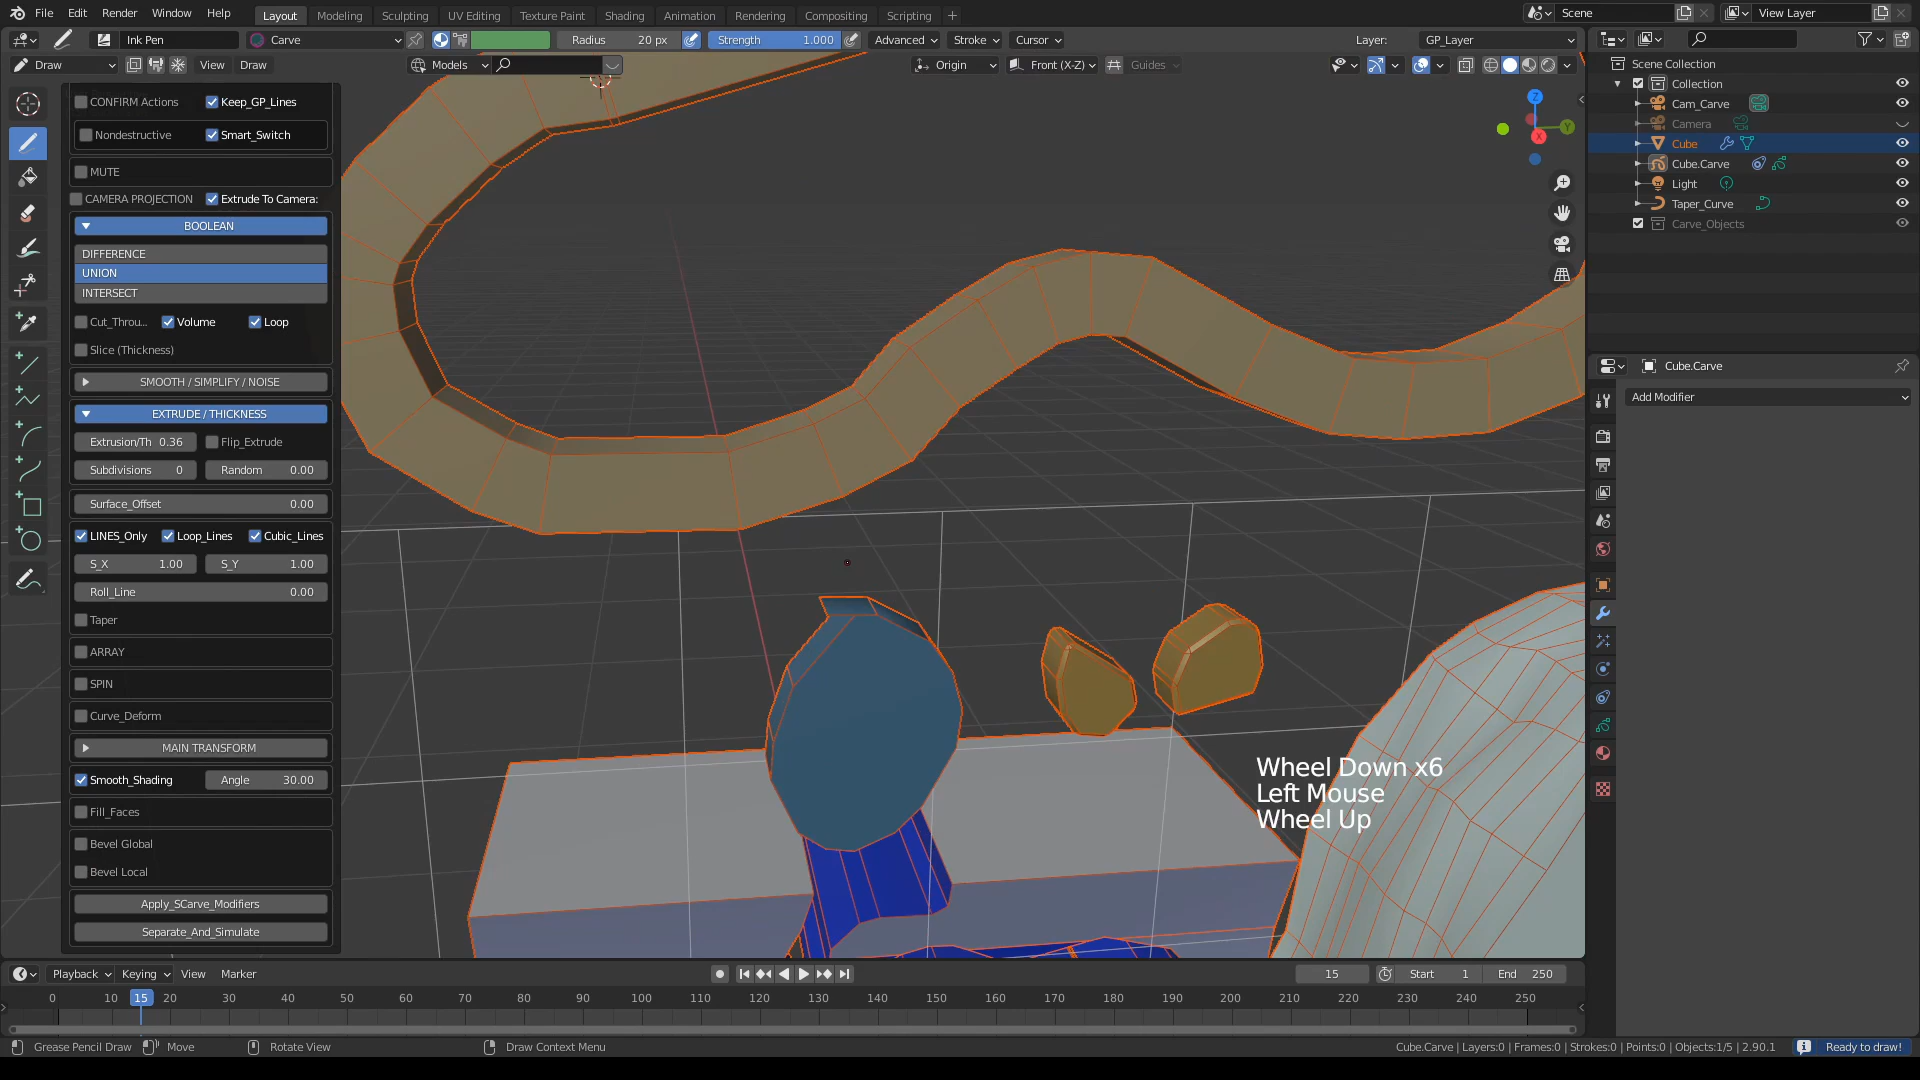 File Edit Render Window Help Layout Modeling Sculpting UV Editing Texture Paint Shading Animation Rendering Compositing Scripting Scene View Layer
Ink Pen Carve Radius 20 px Strength 1.000 Advanced Stroke Cursor Layer: GP_Layer
Draw View Draw Models Origin Front (X-Z) Guides
CONFIRM Actions Keep_GP_Lines
Nondestructive Smart_Switch
MUTE
CAMERA PROJECTION Extrude To Camera:
BOOLEAN
DIFFERENCE
UNION
INTERSECT
Cut_Throu... Volume Loop
Slice (Thickness)
SMOOTH / SIMPLIFY / NOISE
EXTRUDE / THICKNESS
Extrusion/Th 0.36 Flip_Extrude
Subdivisions 0 Random 0.00
Surface_Offset 0.00
LINES_Only Loop_Lines Cubic_Lines
S_X 1.00 S_Y 1.00
Roll_Line 0.00
Taper
ARRAY
SPIN
Curve_Deform
MAIN TRANSFORM
Smooth_Shading Angle 30.00
Fill_Faces
Bevel Global
Bevel Local
Apply_SCarve_Modifiers
Separate_And_Simulate
Z
Y
X
Wheel Down x6
Left Mouse
Wheel Up
Scene Collection
Collection
Cam_Carve
Camera
Cube
Cube.Carve
Light
Taper_Curve
Carve_Objects
Cube.Carve
Add Modifier
Playback Keying View Marker 15 Start 1 End 250
0 10 15 20 30 40 50 60 70 80 90 100 110 120 130 140 150 160 170 180 190 200 210 220 230 240 250
Grease Pencil Draw Move Rotate View Draw Context Menu Cube.Carve | Layers:0 | Frames:0 | Strokes:0 | Points:0 | Objects:1/5 | 2.90.1 Ready to draw!